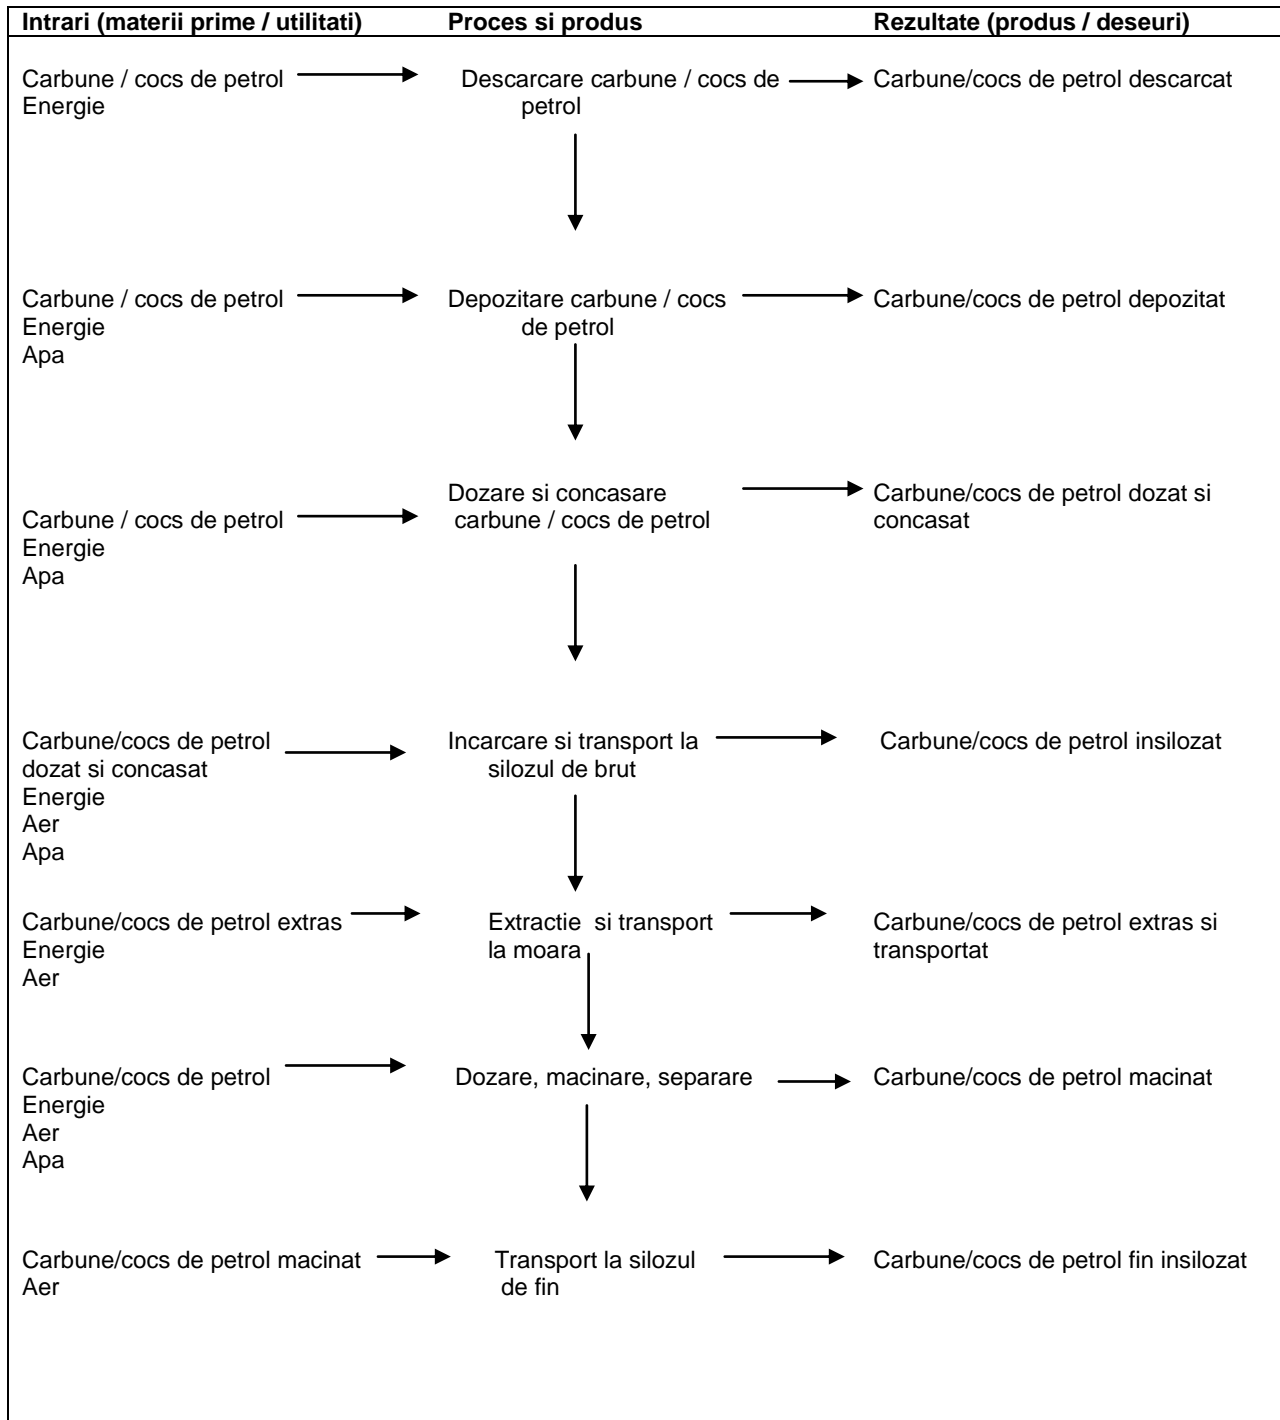 Intrari (materii prime / utilitati)
Proces si produs
Rezultate (produs / deseuri)
Carbune / cocs de petrol
Energie
Descarcare carbune / cocs de
petrol
Carbune/cocs de petrol descarcat
Carbune / cocs de petrol
Energie
Apa
Depozitare carbune / cocs
de petrol
Carbune/cocs de petrol depozitat
Carbune / cocs de petrol
Energie
Apa
Dozare si concasare
carbune / cocs de petrol
Carbune/cocs de petrol dozat si
concasat
Carbune/cocs de petrol
dozat si concasat
Energie
Aer
Apa
Incarcare si transport la
silozul de brut
Carbune/cocs de petrol insilozat
Carbune/cocs de petrol extras
Energie
Aer
Extractie si transport
la moara
Carbune/cocs de petrol extras si
transportat
Carbune/cocs de petrol
Energie
Aer
Apa
Dozare, macinare, separare
Carbune/cocs de petrol macinat
Carbune/cocs de petrol macinat
Aer
Transport la silozul
de fin
Carbune/cocs de petrol fin insilozat